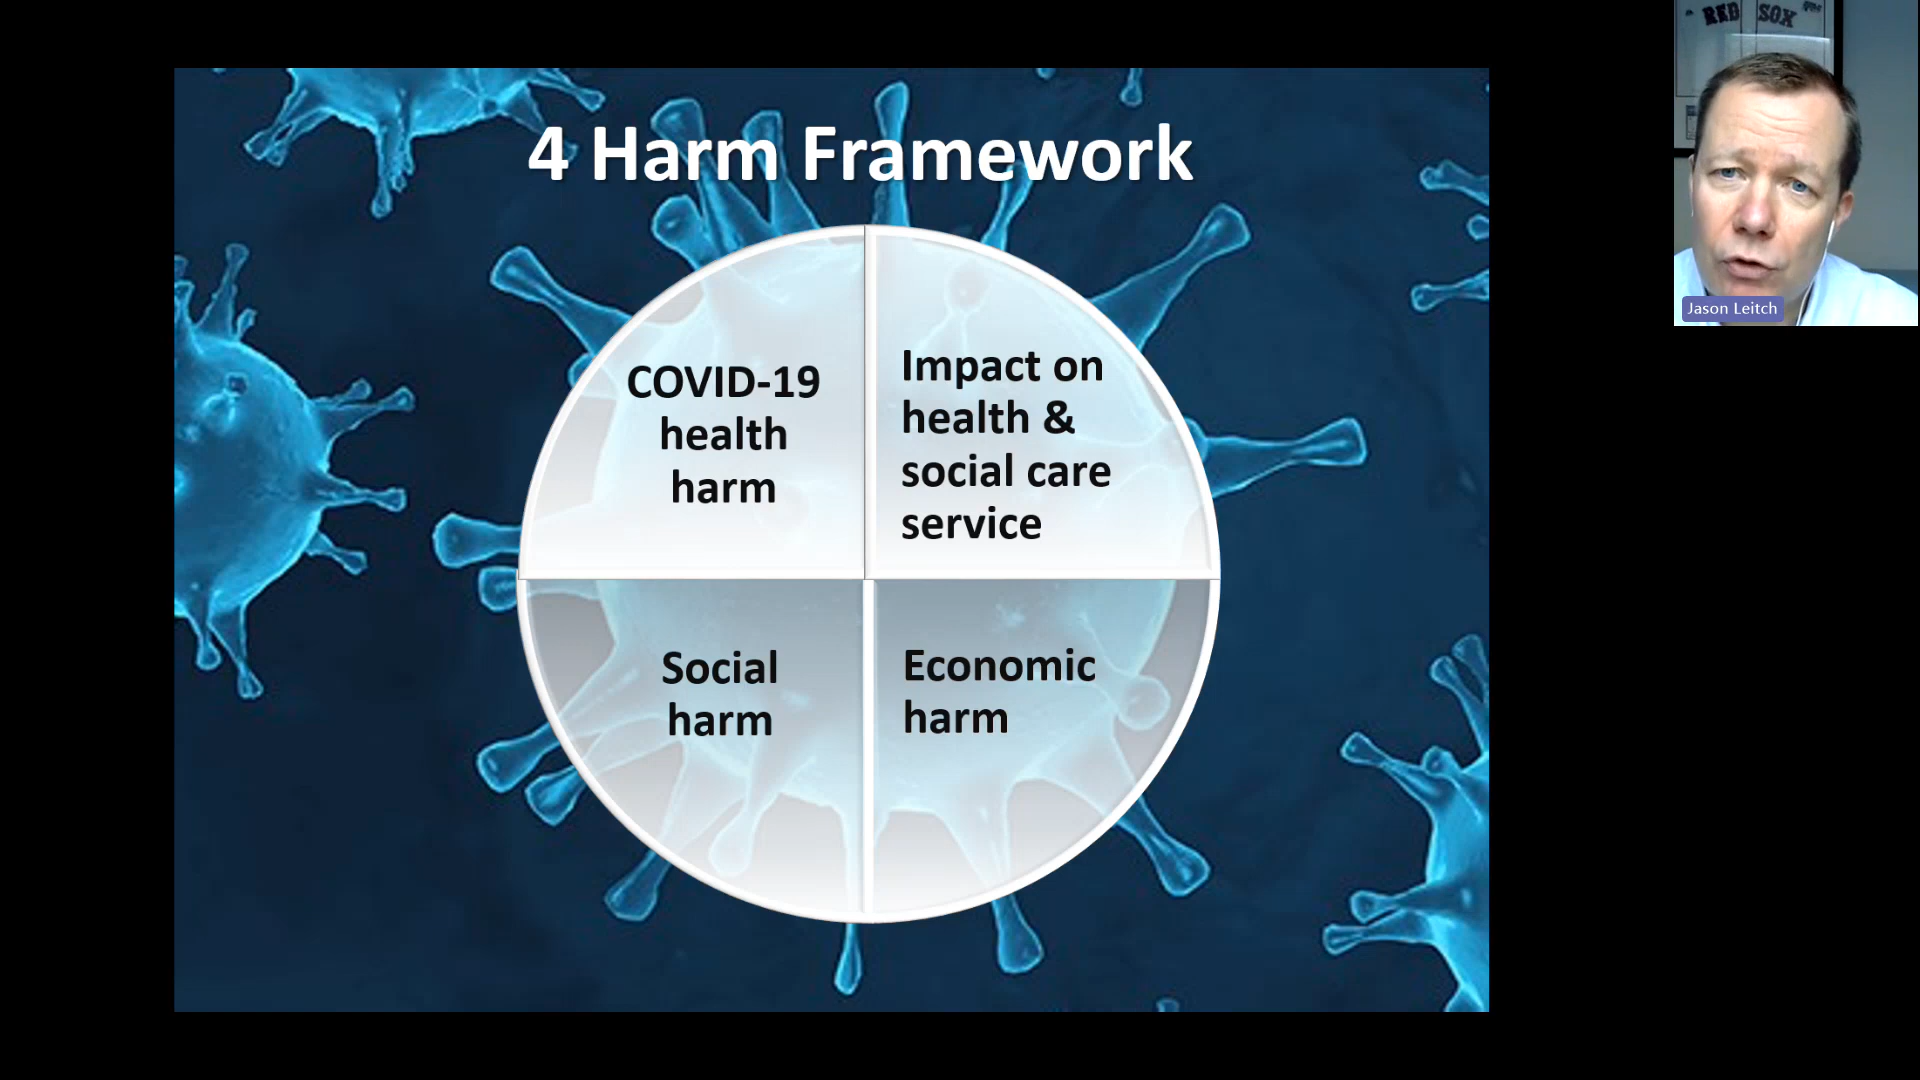 4 Harm Framework
COVID-19
health
harm
Impact on
health &
social care
service
Social
harm
Economic
harm
RED SOX
Jason Leitch